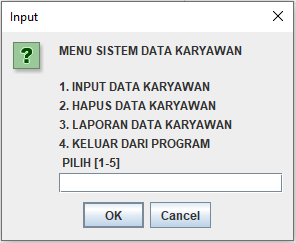 Input
MENU SISTEM DATA KARYAWAN
1. INPUT DATA KARYAWAN
2. HAPUS DATA KARYAWAN
3. LAPORAN DATA KARYAWAN
4. KELUAR DARI PROGRAM
PILIH [1-5]
OK Cancel